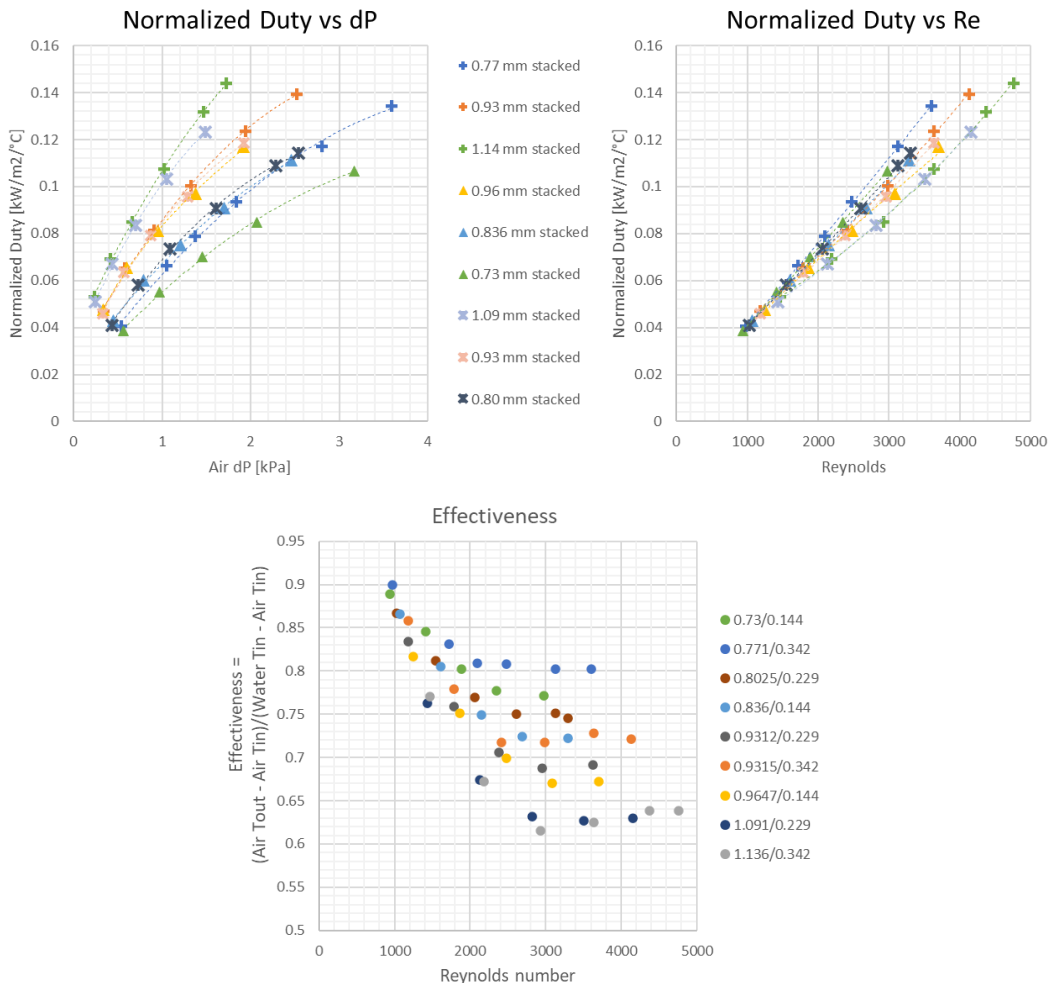 Normalized Duty vs dP
Normalized Duty [kW/m2/°C]
0.16
0.14
0.12
0.1
0.08
0.06
0.04
0.02
0
0
1
2
3
4
Air dP [kPa]
0.77 mm stacked
0.93 mm stacked
1.14 mm stacked
0.96 mm stacked
0.836 mm stacked
0.73 mm stacked
1.09 mm stacked
0.93 mm stacked
0.80 mm stacked
Normalized Duty vs Re
Normalized Duty [kW/m2/°C]
0.16
0.14
0.12
0.1
0.08
0.06
0.04
0.02
0
0
1000
2000
3000
4000
5000
Reynolds
Effectiveness
Effectiveness =
(Air Tout - Air Tin)/(Water Tin - Air Tin)
0.95
0.9
0.85
0.8
0.75
0.7
0.65
0.6
0.55
0.5
0
1000
2000
3000
4000
5000
Reynolds number
0.73/0.144
0.771/0.342
0.8025/0.229
0.836/0.144
0.9312/0.229
0.9315/0.342
0.9647/0.144
1.091/0.229
1.136/0.342